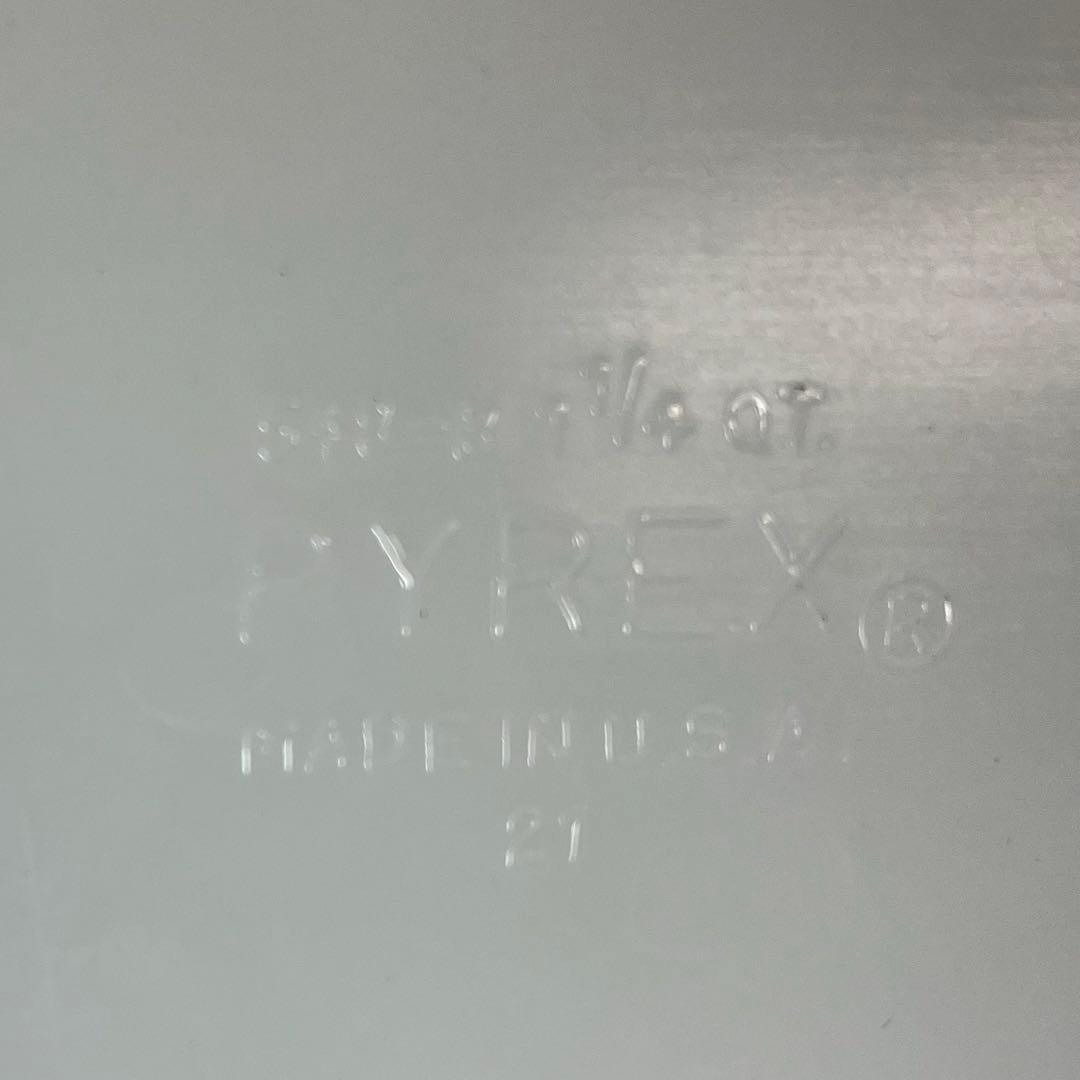 1 1/4 QT.
PYREX ®
MADE IN U.S.A.
21